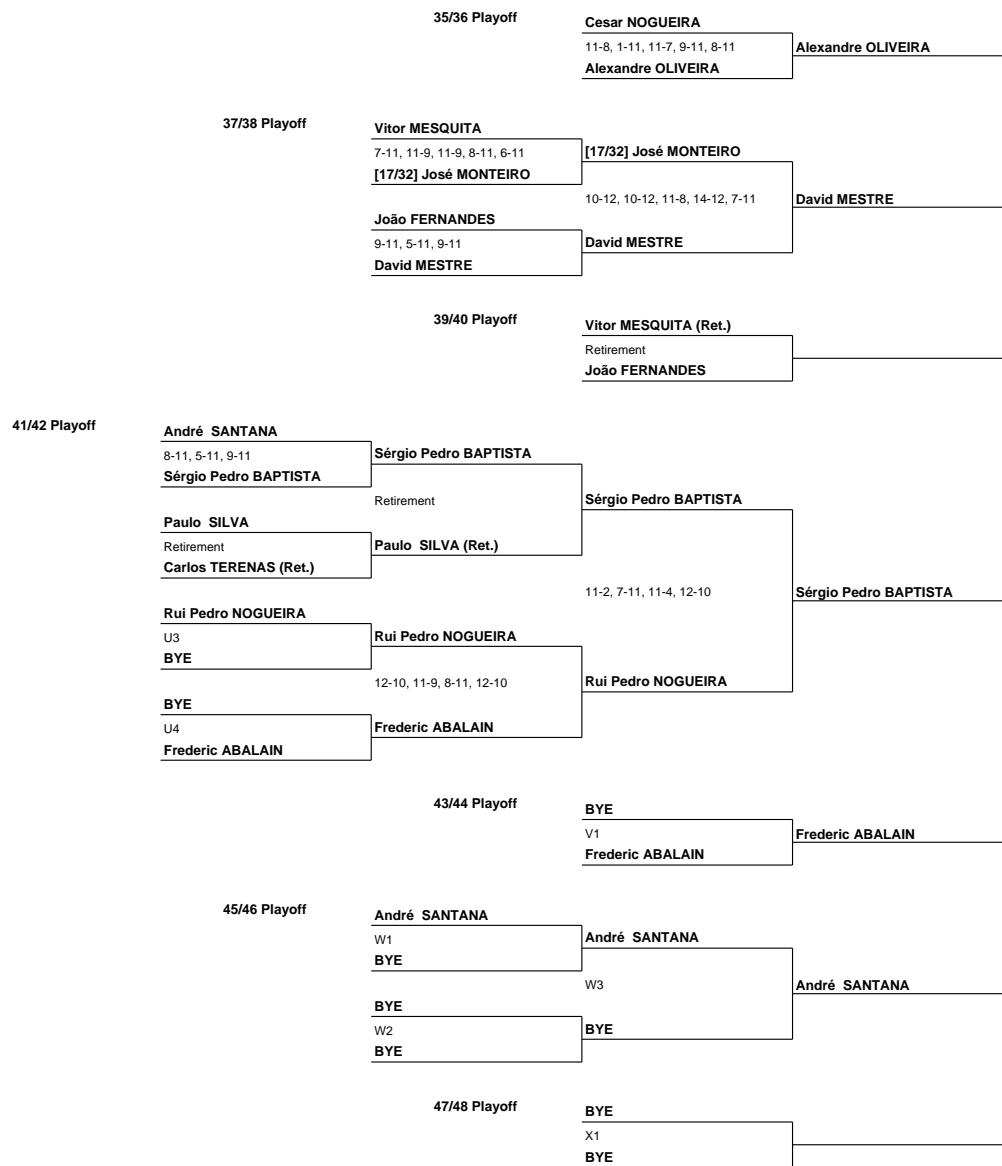 35/36 Playoff
Cesar NOGUEIRA
11-8, 1-11, 11-7, 9-11, 8-11
Alexandre OLIVEIRA
Alexandre OLIVEIRA
37/38 Playoff
Vitor MESQUITA
7-11, 11-9, 11-9, 8-11, 6-11
[17/32] José MONTEIRO
[17/32] José MONTEIRO
10-12, 10-12, 11-8, 14-12, 7-11
David MESTRE
João FERNANDES
9-11, 5-11, 9-11
David MESTRE
David MESTRE
39/40 Playoff
Vitor MESQUITA (Ret.)
Retirement
João FERNANDES
41/42 Playoff
André SANTANA
8-11, 5-11, 9-11
Sérgio Pedro BAPTISTA
Sérgio Pedro BAPTISTA
Retirement
Sérgio Pedro BAPTISTA
Paulo SILVA
Retirement
Paulo SILVA (Ret.)
Carlos TERENAS (Ret.)
11-2, 7-11, 11-4, 12-10
Sérgio Pedro BAPTISTA
Rui Pedro NOGUEIRA
U3
Rui Pedro NOGUEIRA
BYE
12-10, 11-9, 8-11, 12-10
Rui Pedro NOGUEIRA
BYE
U4
Frederic ABALAIN
Frederic ABALAIN
43/44 Playoff
BYE
V1
Frederic ABALAIN
Frederic ABALAIN
45/46 Playoff
André SANTANA
W1
André SANTANA
BYE
W3
André SANTANA
BYE
W2
BYE
BYE
47/48 Playoff
BYE
X1
BYE